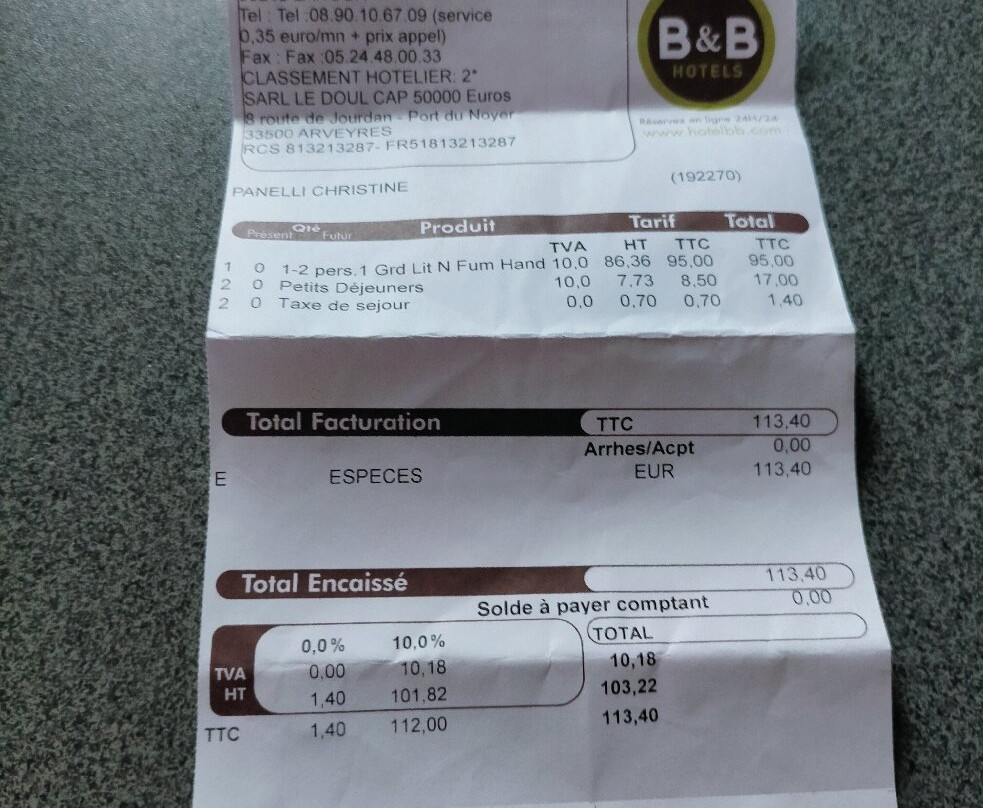 Tel : Tel :08.90.10.67.09 (service
0,35 euro/mn + prix appel)
Fax : Fax :05.24.48.00.33
CLASSEMENT HOTELIER: 2*
SARL LE DOUL CAP 50000 Euros
8 route de Jourdan - Port du Noyer
33500 ARVEYRES
RCS 813213287- FR51813213287
B&B
HOTELS
Réservez en ligne 24H/24
www.hotelbb.com
PANELLI CHRISTINE (192270)
Présent Qté Futur Produit Tarif Total
TVA HT TTC TTC
1 0 1-2 pers.1 Grd Lit N Fum Hand 10,0 86,36 95,00 95,00
2 0 Petits Déjeuners 10,0 7,73 8,50 17,00
2 0 Taxe de sejour 0,0 0,70 0,70 1,40
Total Facturation TTC 113,40
Arrhes/Acpt 0,00
E ESPECES EUR 113,40
Total Encaissé 113,40
Solde à payer comptant 0,00
0,0% 10,0% TOTAL
TVA 0,00 10,18 10,18
HT 1,40 101,82 103,22
TTC 1,40 112,00 113,40